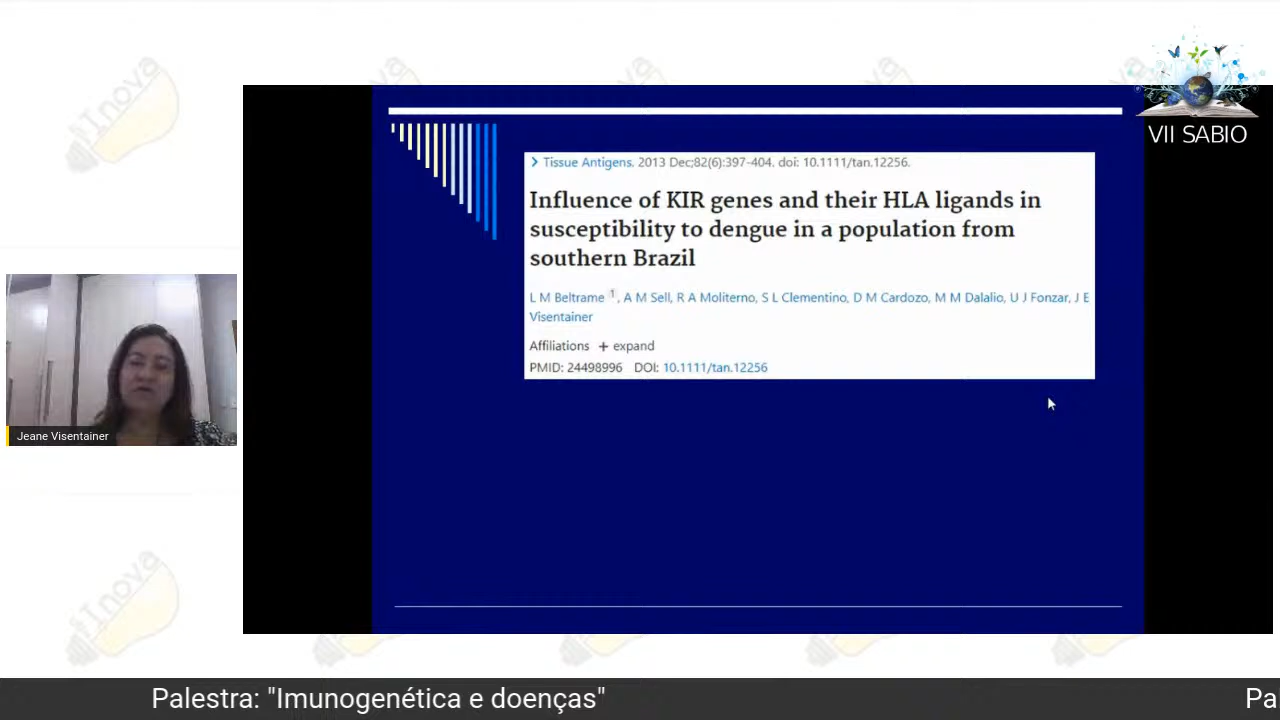 VII SABIO
Tissue Antigens. 2013 Dec;82(6):397-404. doi: 10.1111/tan.12256.
Influence of KIR genes and their HLA ligands in
susceptibility to dengue in a population from
southern Brazil
L M Beltrame 1, A M Sell, R A Moliterno, S L Clementino, D M Cardozo, M M Dalalio, U J Fonzar, J E
Visentainer
Affiliations + expand
PMID: 24498996 DOI: 10.1111/tan.12256
Jeane Visentainer
Inova
Inova
Palestra: "Imunogenética e doenças"
Pa